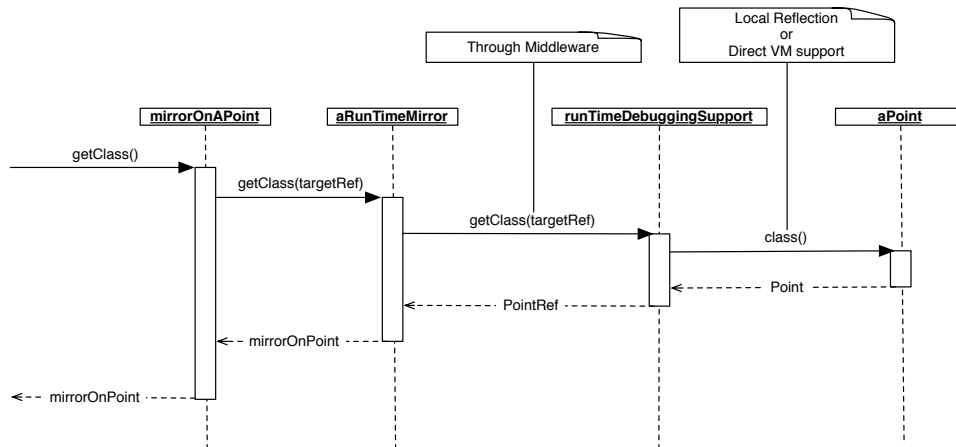 Local Reflection
or
Direct VM support
Through Middleware
mirrorOnAPoint
aRunTimeMirror
runTimeDebuggingSupport
aPoint
getClass()
getClass(targetRef)
getClass(targetRef)
class()
Point
PointRef
mirrorOnPoint
mirrorOnPoint